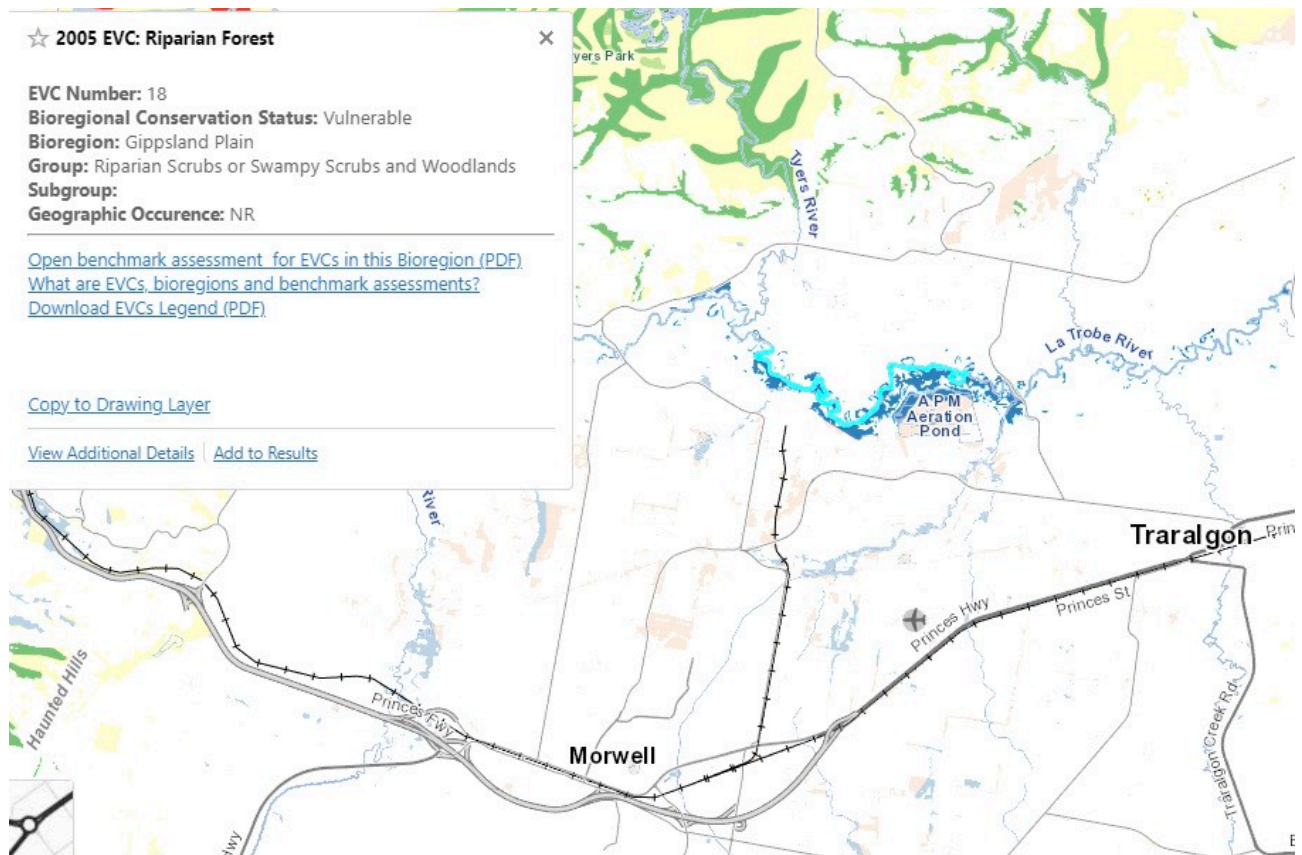 2005 EVC: Riparian Forest
EVC Number: 18
Bioregional Conservation Status: Vulnerable
Bioregion: Gippsland Plain
Group: Riparian Scrubs or Swampy Scrubs and Woodlands
Subgroup:
Geographic Occurence: NR
Open benchmark assessment for EVCs in this Bioregion (PDF)
What are EVCs, bioregions and benchmark assessments?
Download EVCs Legend (PDF)
Copy to Drawing Layer
View Additional Details
Add to Results
yers Park
Tyers River
La Trobe River
A P M
Aeration
Pond
River
Traralgon
Prin
Princes St
Princes Hwy
Haunted Hills
Princes Fwy
Morwell
Traralgon Creek Rd
wy